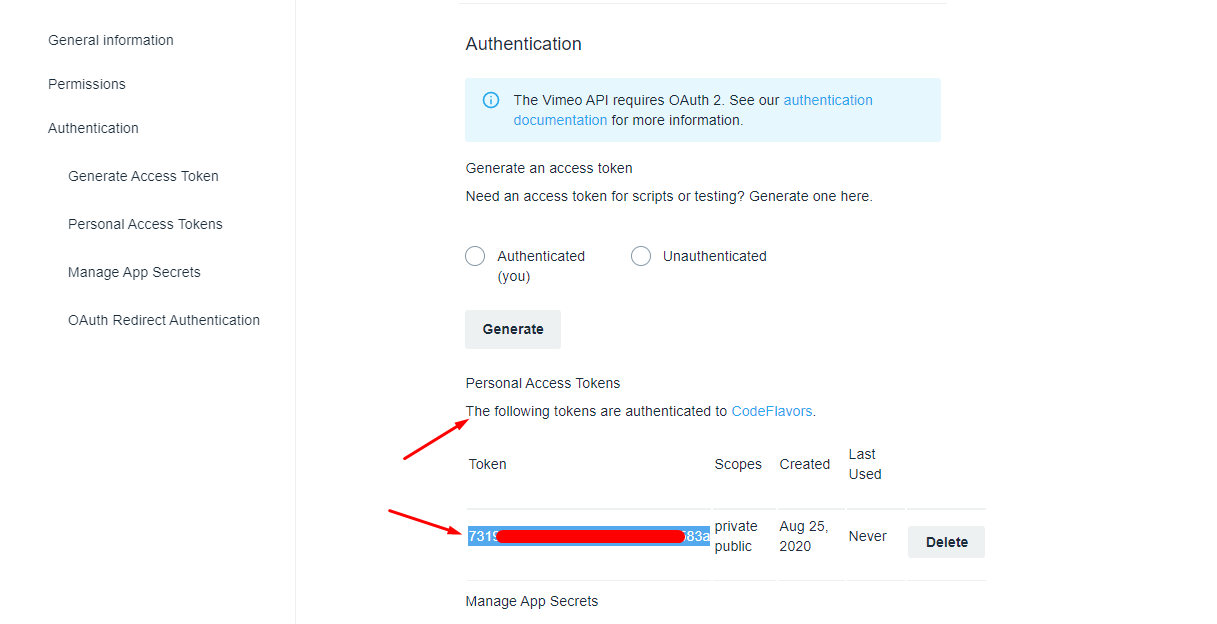 General information
Permissions
Authentication
Generate Access Token
Personal Access Tokens
Manage App Secrets
OAuth Redirect Authentication
Authentication
The Vimeo API requires OAuth 2. See our authentication
documentation for more information.
Generate an access token
Need an access token for scripts or testing? Generate one here.
Authenticated
(you)
Unauthenticated
Generate
Personal Access Tokens
The following tokens are authenticated to CodeFlavors.
Token
Scopes
Created
Last
Used
7319
83a
private
public
Aug 25,
2020
Never
Delete
Manage App Secrets